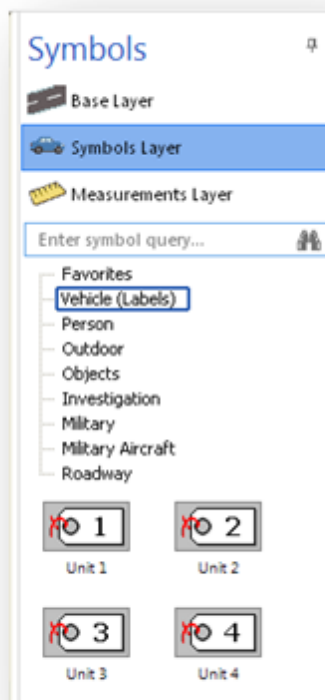 Symbols
Base Layer
Symbols Layer
Measurements Layer
Enter symbol query...
Favorites
Vehicle (Labels)
Person
Outdoor
Objects
Investigation
Military
Military Aircraft
Roadway
1 2
Unit 1 Unit 2
3 4
Unit 3 Unit 4